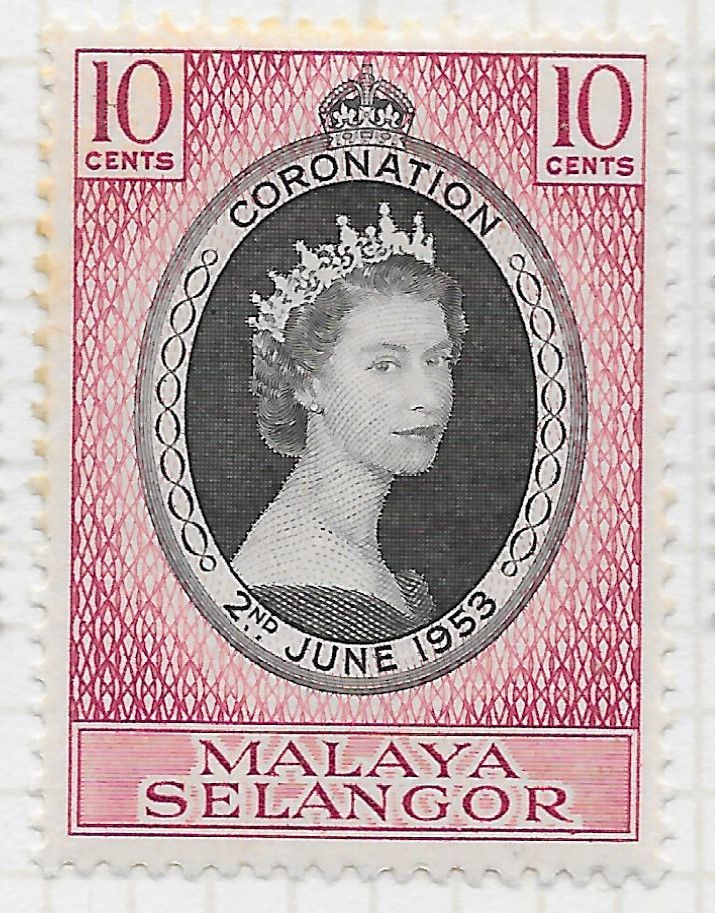 10 CENTS
10 CENTS
CORONATION
2ND JUNE 1953
MALAYA
SELANGOR